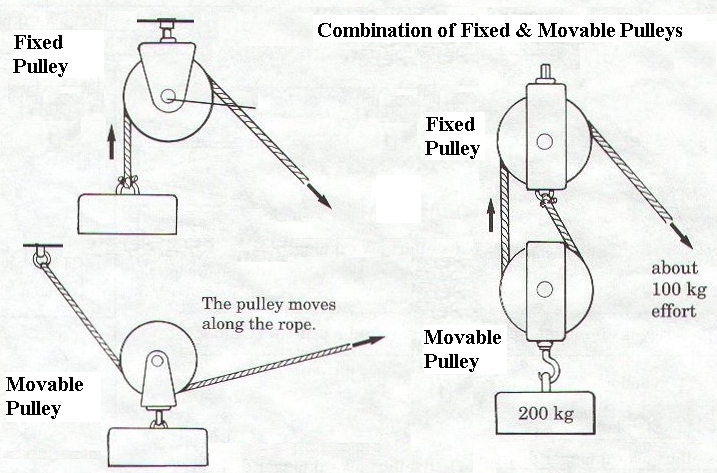 Combination of Fixed & Movable Pulleys
Fixed
Pulley
Fixed
Pulley
The pulley moves
along the rope.
about
100 kg
effort
Movable
Pulley
Movable
Pulley
200 kg